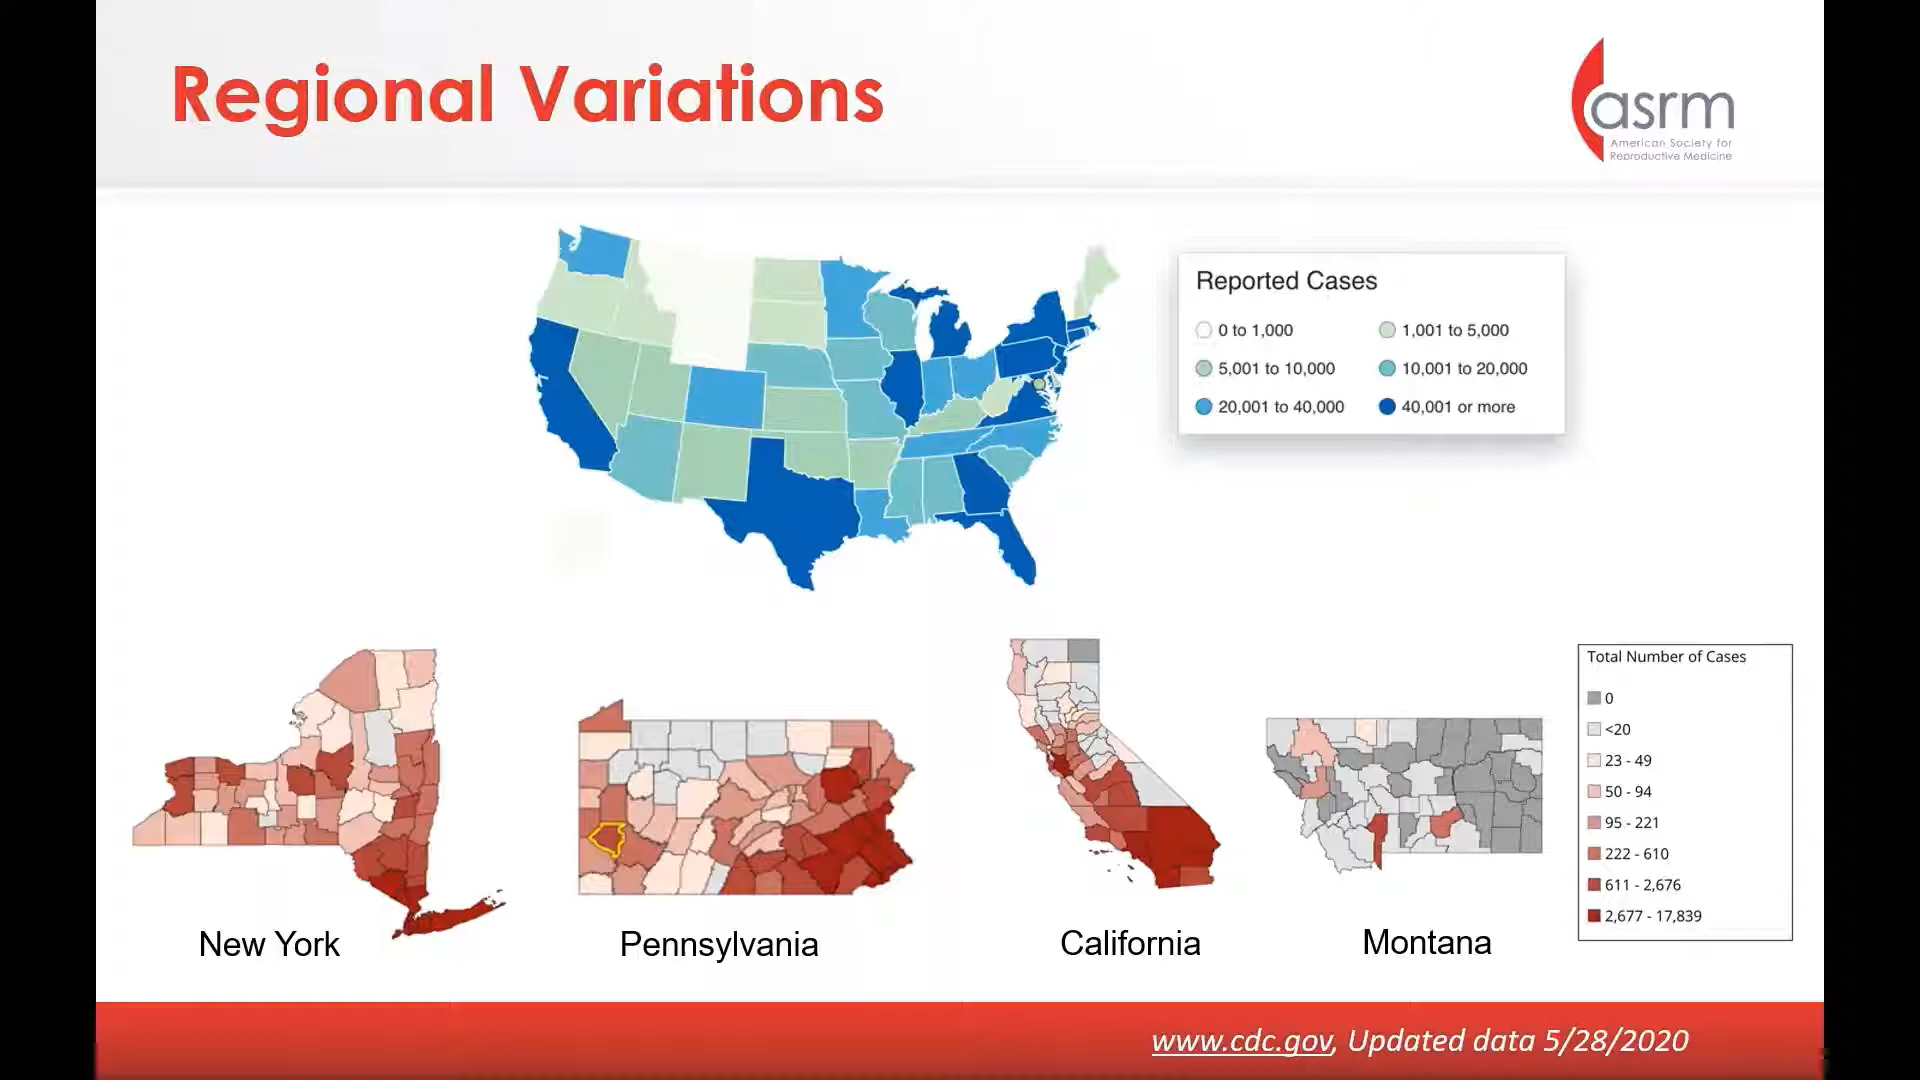 Regional Variations
asrm
American Society for
Reproductive Medicine
Reported Cases
0 to 1,000
1,001 to 5,000
5,001 to 10,000
10,001 to 20,000
20,001 to 40,000
40,001 or more
Total Number of Cases
0
<20
23 - 49
50 - 94
95 - 221
222 - 610
611 - 2,676
2,677 - 17,839
New York
Pennsylvania
California
Montana
www.cdc.gov, Updated data 5/28/2020